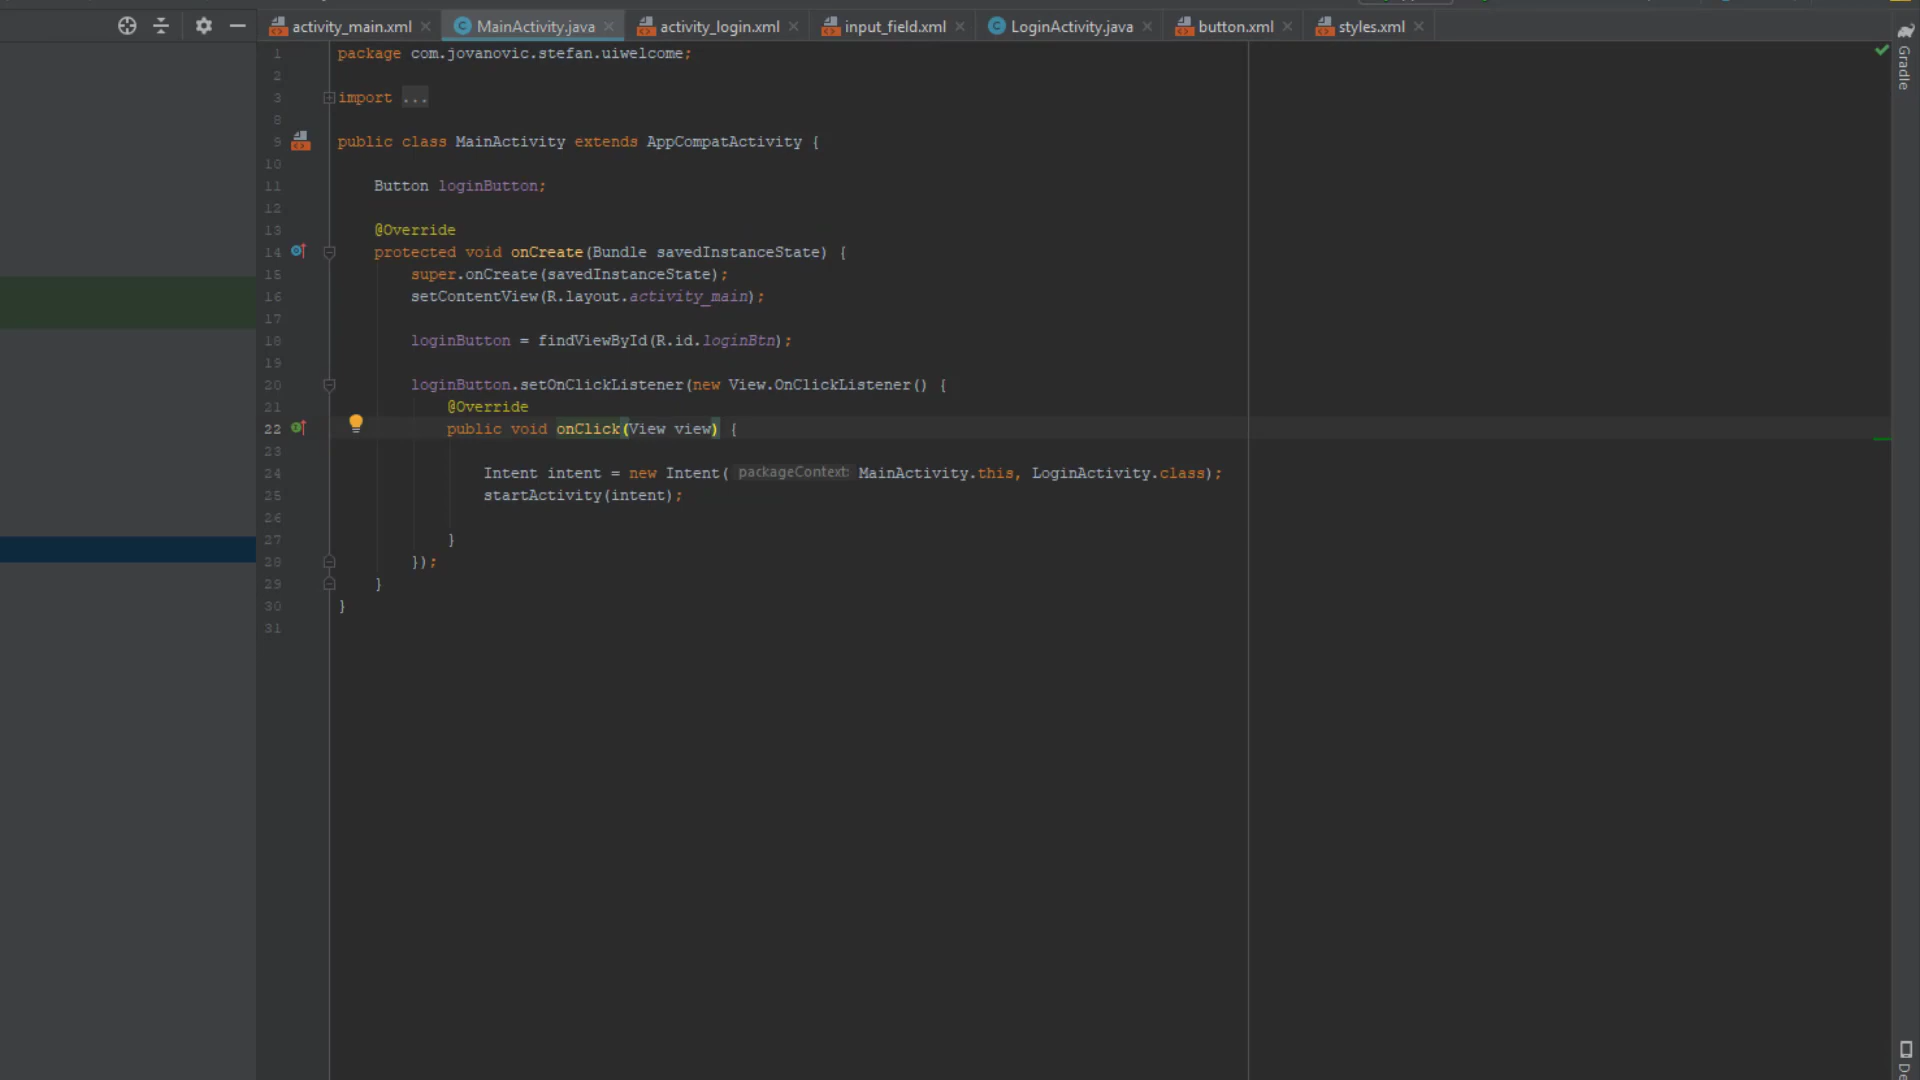 activity_main.xml MainActivity.java activity_login.xml input_field.xml LoginActivity.java button.xml styles.xml
Gradle
1 package com.jovanovic.stefan.uiwelcome;
2
3 import ...
8
9 public class MainActivity extends AppCompatActivity {
10
11 Button loginButton;
12
13 @Override
14 protected void onCreate(Bundle savedInstanceState) {
15 super.onCreate(savedInstanceState);
16 setContentView(R.layout.activity_main);
17
18 loginButton = findViewById(R.id.loginBtn);
19
20 loginButton.setOnClickListener(new View.OnClickListener() {
21 @Override
22 public void onClick(View view) {
23
24 Intent intent = new Intent( packageContext: MainActivity.this, LoginActivity.class);
25 startActivity(intent);
26
27 }
28 });
29 }
30 }
31